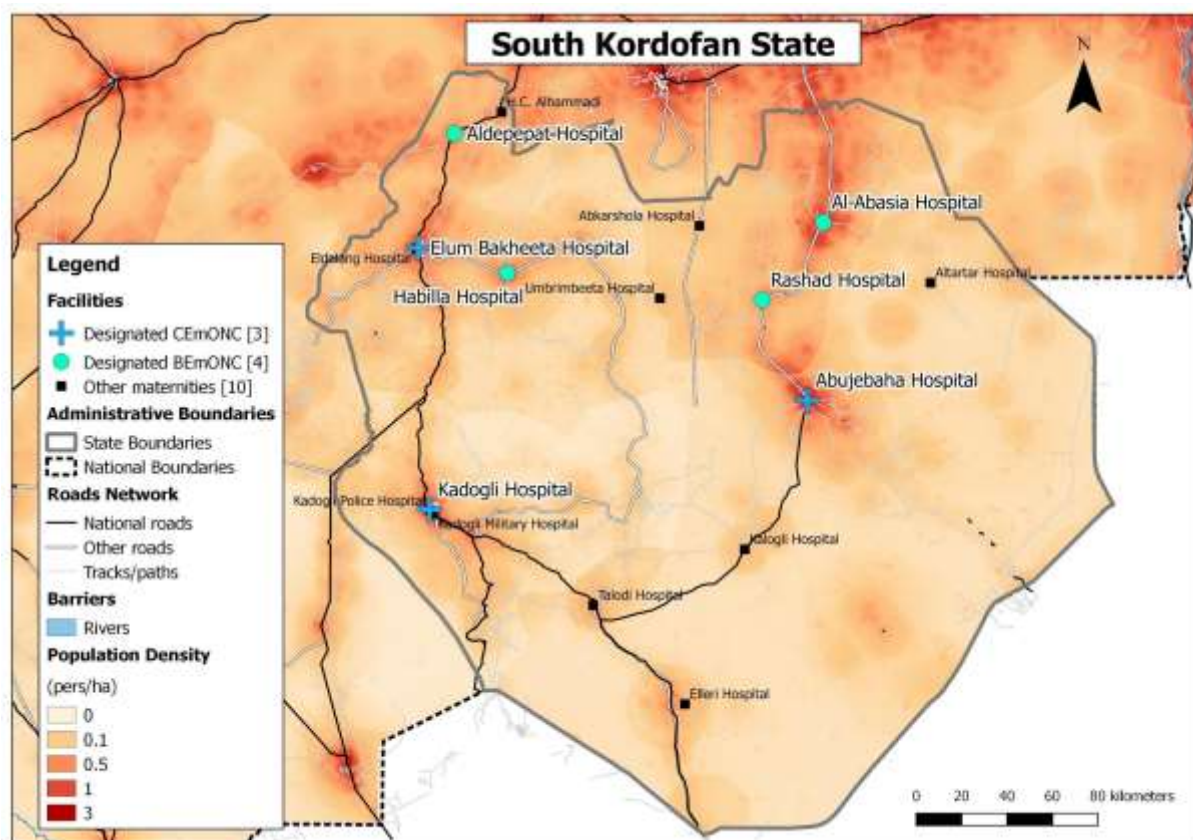 South Kordofan State
N
H.C. Alhammadi
Aldepepat Hospital
Al-Abasia Hospital
Abkarshola Hospital
Elum Bakheeta Hospital
Eldalang Hospital
Rashad Hospital
Altartar Hospital
Umbrimbeeta Hospital
Habilla Hospital
Abujebaha Hospital
Kadogli Hospital
Kadogli Police Hospital
Kadogli Military Hospital
Kalogli Hospital
Talodi Hospital
Elleri Hospital
Legend
Facilities
Designated CEmONC [3]
Designated BEmONC [4]
Other maternities [10]
Administrative Boundaries
State Boundaries
National Boundaries
Roads Network
National roads
Other roads
Tracks/paths
Barriers
Rivers
Population Density
(pers/ha)
0
0.1
0.5
1
3
0 20 40 60 80 kilometers